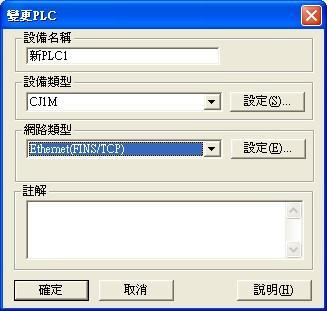 變更PLC
設備名稱
新PLC1
設備類型
CJ1M
設定(S)...
網路類型
Ethernet(FINS/TCP)
設定(E)...
註解
確定
取消
說明(H)